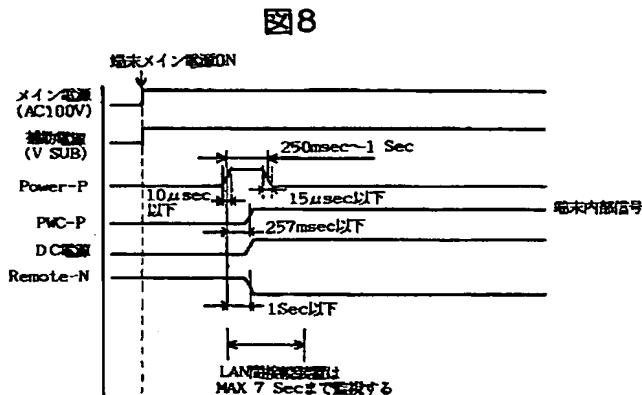 図8
端末メイン電源ON
メイン電源
(AC100V)
補助電源
(V SUB)
250msec~1 Sec
Power-P
10μsec
以下
15μsec以下
端末内部信号
PWC-P
257msec以下
DC電源
Remote-N
1Sec以下
LAN間接続装置は
MAX 7 Secまで監視する